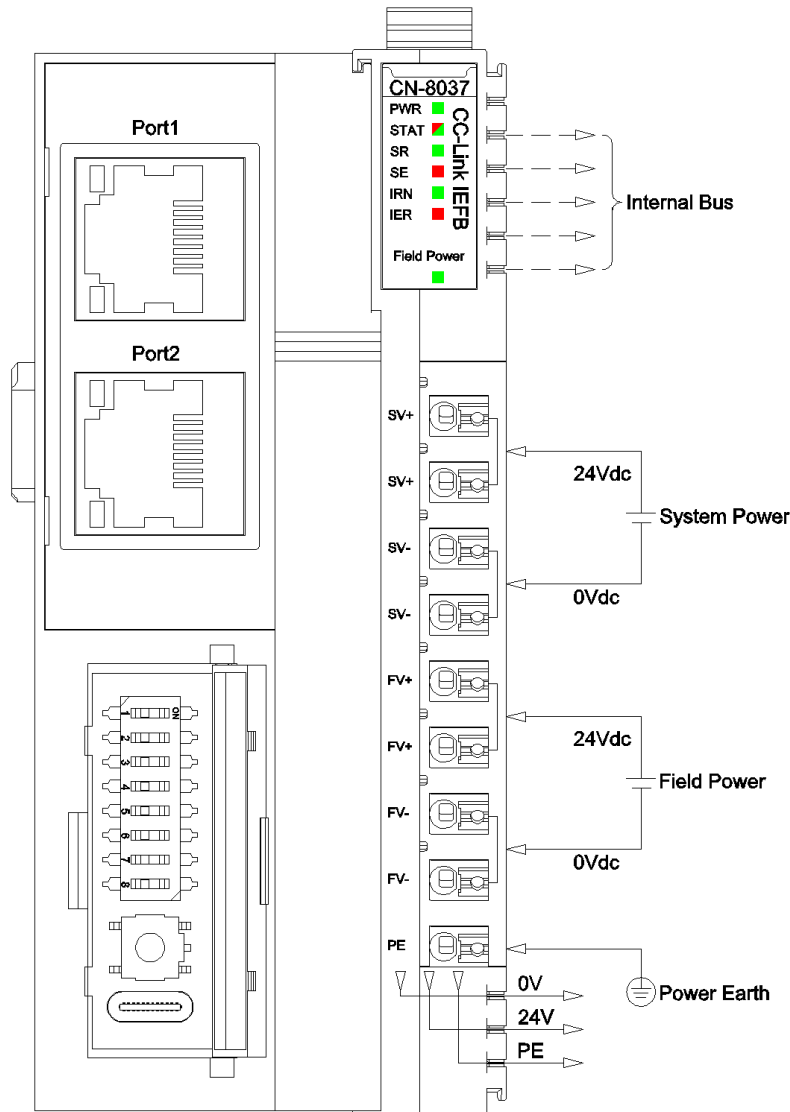 CN-8037
PWR
STAT
SR
SE
IRN
IER
CC-Link IEFB
Field Power
Port1
Port2
Internal Bus
SV+
SV+
SV-
SV-
FV+
FV+
FV-
FV-
PE
24Vdc
System Power
0Vdc
24Vdc
Field Power
0Vdc
Power Earth
0V
24V
PE
ON
1
2
3
4
5
6
7
8